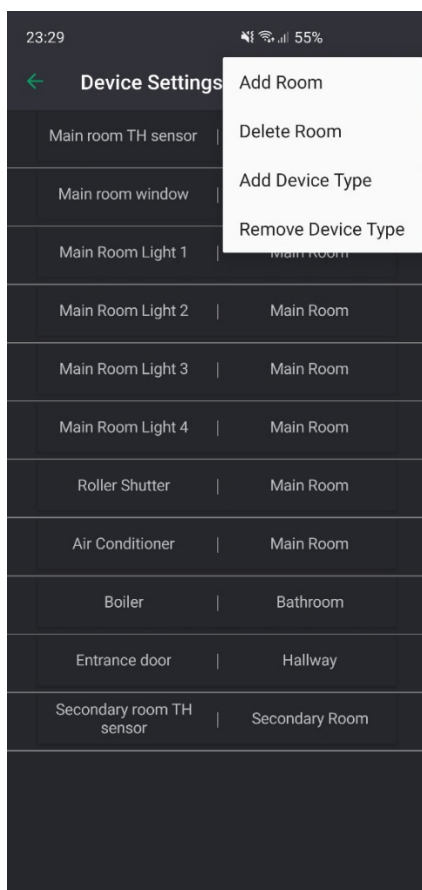 23:29 55%
Device Settings
Add Room
Delete Room
Add Device Type
Remove Device Type
Main room TH sensor |
Main room window |
Main Room Light 1 | Main Room
Main Room Light 2 | Main Room
Main Room Light 3 | Main Room
Main Room Light 4 | Main Room
Roller Shutter | Main Room
Air Conditioner | Main Room
Boiler | Bathroom
Entrance door | Hallway
Secondary room TH
sensor | Secondary Room